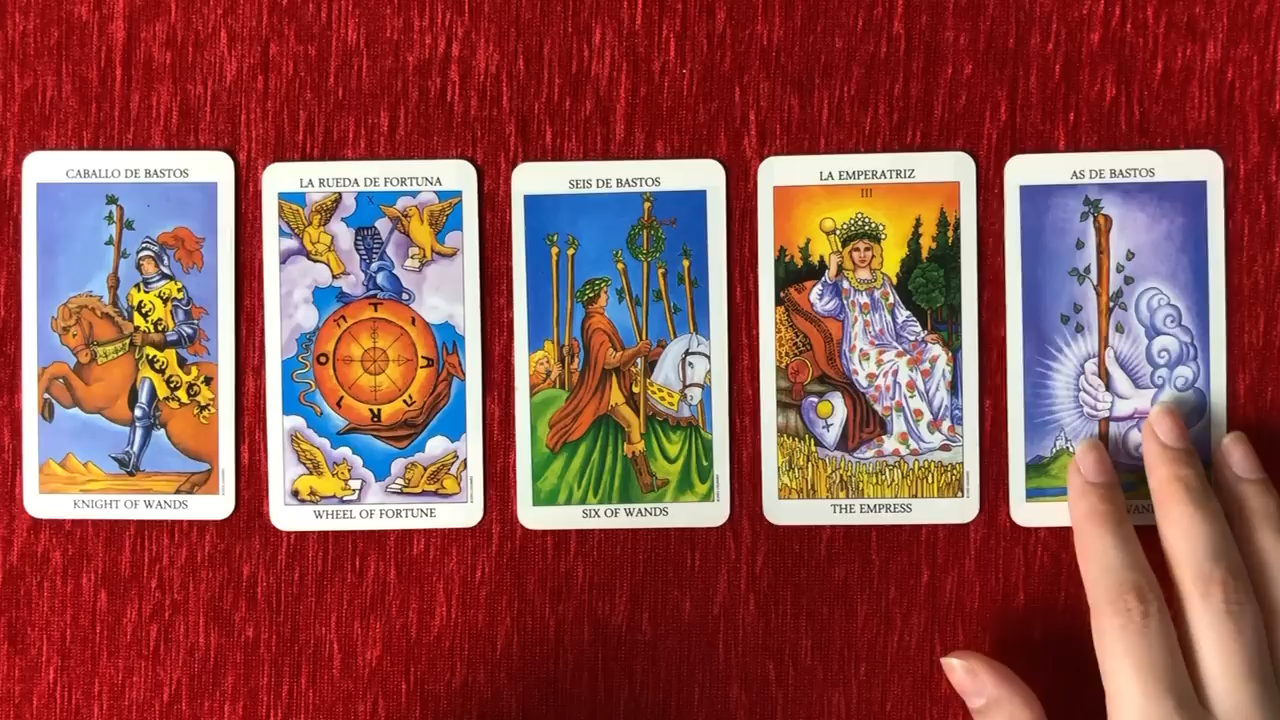 CABALLO DE BASTOS
KNIGHT OF WANDS
LA RUEDA DE FORTUNA
X
WHEEL OF FORTUNE
SEIS DE BASTOS
SIX OF WANDS
LA EMPERATRIZ
III
THE EMPRESS
AS DE BASTOS